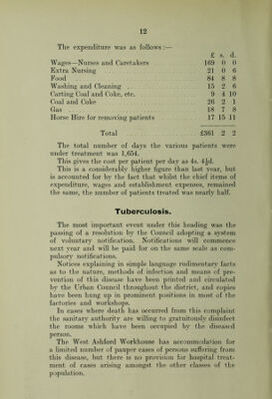 12
The expenditure was as follows :—
£ s. d.
Wages—Nurses and Caretakers 169 0 0
Extra Nursing 21 0 6
Food 84 8 8
Washing and Cleaning 15 2 6
Carting Coal and Coke, etc. 9 4 10
Coal and Coke 26 2 1
Gas 18 7 8
Horse Hire for removing patients 17 15 11
Total £361 2 2
The total number of days the various patients were
under treatment was 1,654.
This gives the cost per patient per day as 4s. 4½d.
This is a considerably higher figure than last year, but
is accounted for by the fact that whilst the chief items of
expenditure, wages and establishment expenses, remained
the same, the number of patients treated was nearly half.
Tuberculosis.
The most important event under this heading was the
passing of a resolution by the Council adopting a system
of voluntary notification. Notifications will commence
next year and will be paid for on the same scale as com-
pulsory notifications.
Notices explaining in simple language rudimentary facts
as to the nature, methods of infection and means of pre-
vention of this disease have been printed and circulated
by the Urban Council throughout the district, and copies
have been hung up in prominent positions in most of the
factories and workshops.
In cases where death has occurred from this complaint
the sanitary authority are willing to gratuitously disinfect
the rooms which have been occupied by the diseased
person.
The West Ashford Workhouse has accommodation for
a limited number of pauper cases of persons suffering from
this disease, but there is no provision for hospital treat-
ment of cases arising amongst the other classes of the
population.